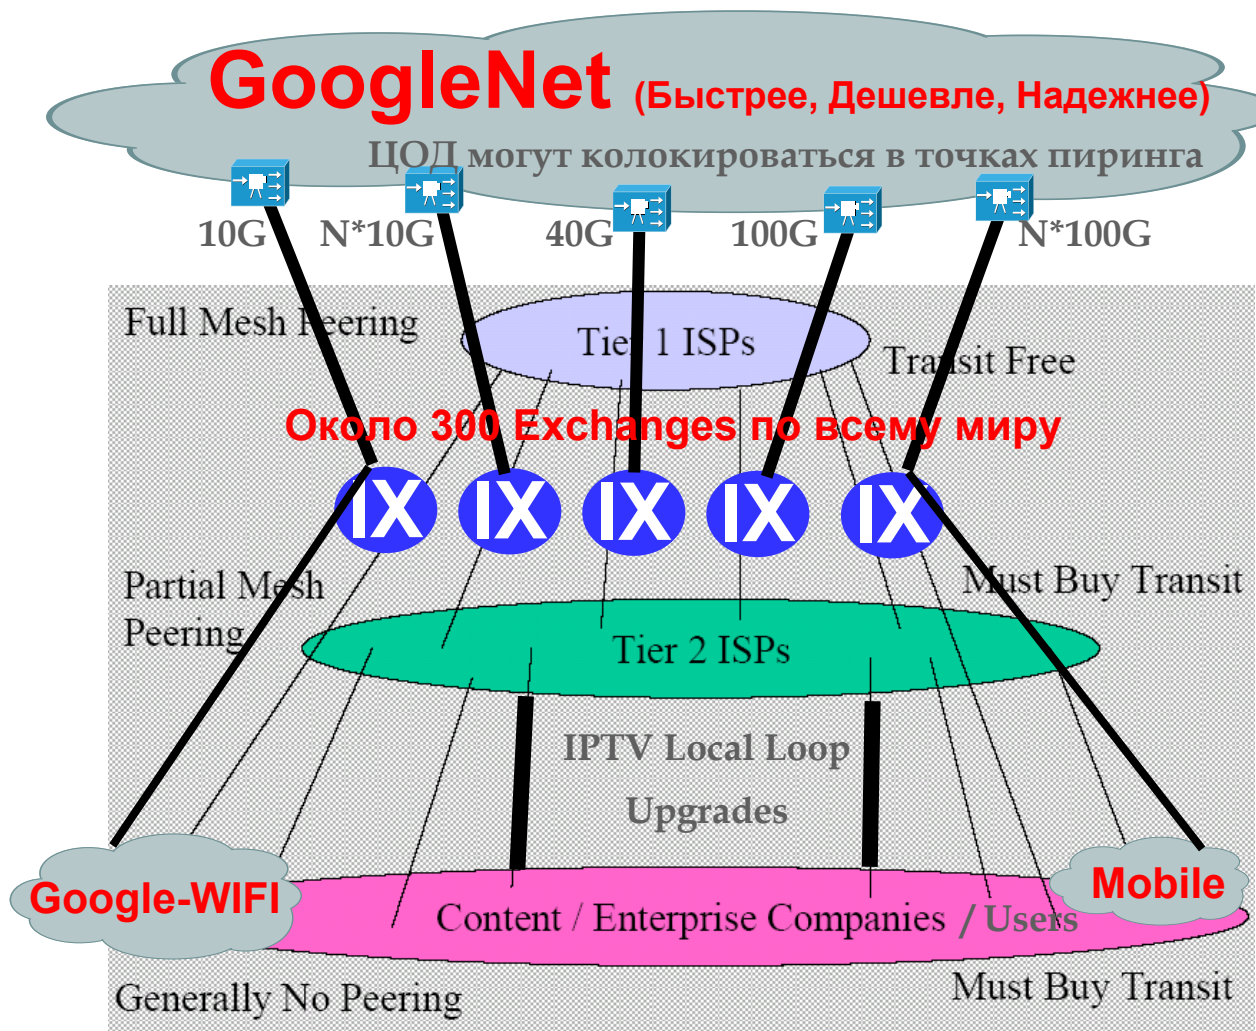 GoogleNet (Быстрее, Дешевле, Надежнее)
ЦОД могут колокироваться в точках пиринга
10G N*10G 40G 100G N*100G
Full Mesh Peering
Tier 1 ISPs
Transit Free
Около 300 Exchanges по всему миру
IX IX IX IX IX
Partial Mesh
Peering
Must Buy Transit
Tier 2 ISPs
IPTV Local Loop
Upgrades
Google-WIFI
Mobile
Content / Enterprise Companies / Users
Generally No Peering
Must Buy Transit